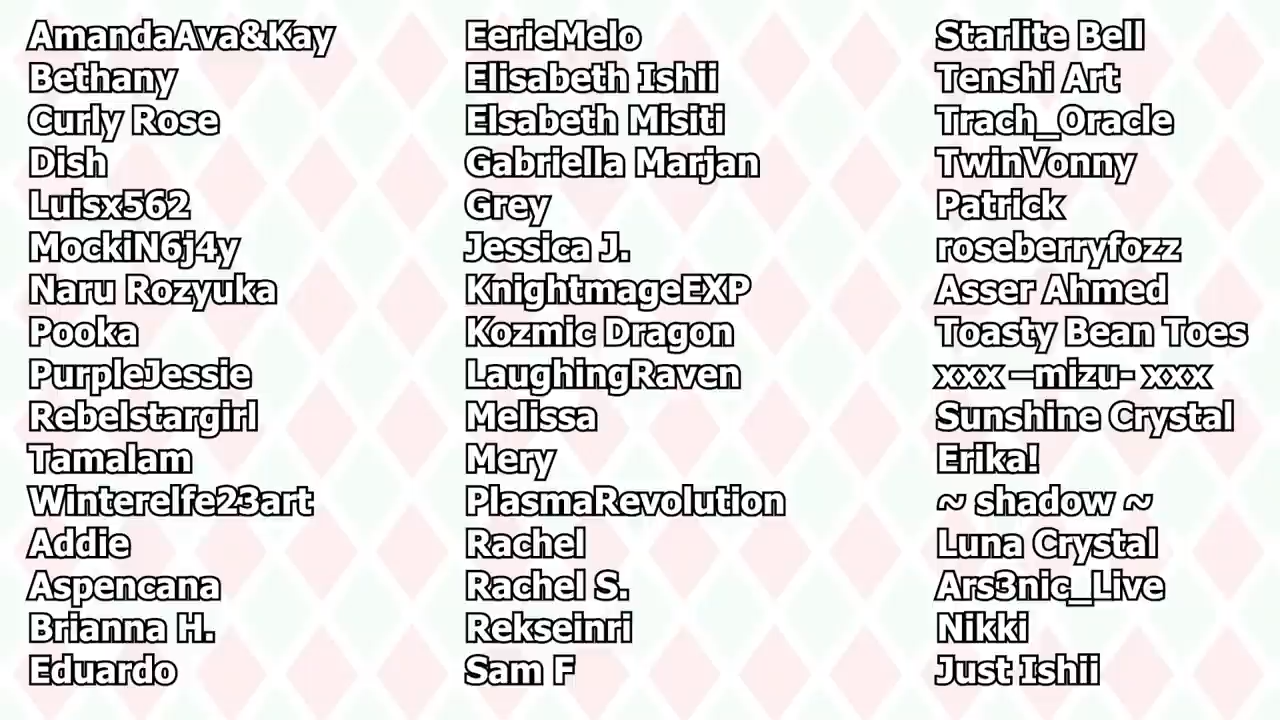 AmandaAva&Kay
Bethany
Curly Rose
Dish
Luisx562
MockiN6j4y
Naru Rozyuka
Pooka
PurpleJessie
Rebelstargirl
Tamalam
Winterelfe23art
Addie
Aspencana
Brianna H.
Eduardo
EerieMelo
Elisabeth Ishii
Elsabeth Misiti
Gabriella Marjan
Grey
Jessica J.
KnightmageEXP
Kozmic Dragon
LaughingRaven
Melissa
Mery
PlasmaRevolution
Rachel
Rachel S.
Rekseinri
Sam F
Starlite Bell
Tenshi Art
Trach_Oracle
TwinVonny
Patrick
roseberryfozz
Asser Ahmed
Toasty Bean Toes
xxx –mizu- xxx
Sunshine Crystal
Erika!
~ shadow ~
Luna Crystal
Ars3nic_Live
Nikki
Just Ishii